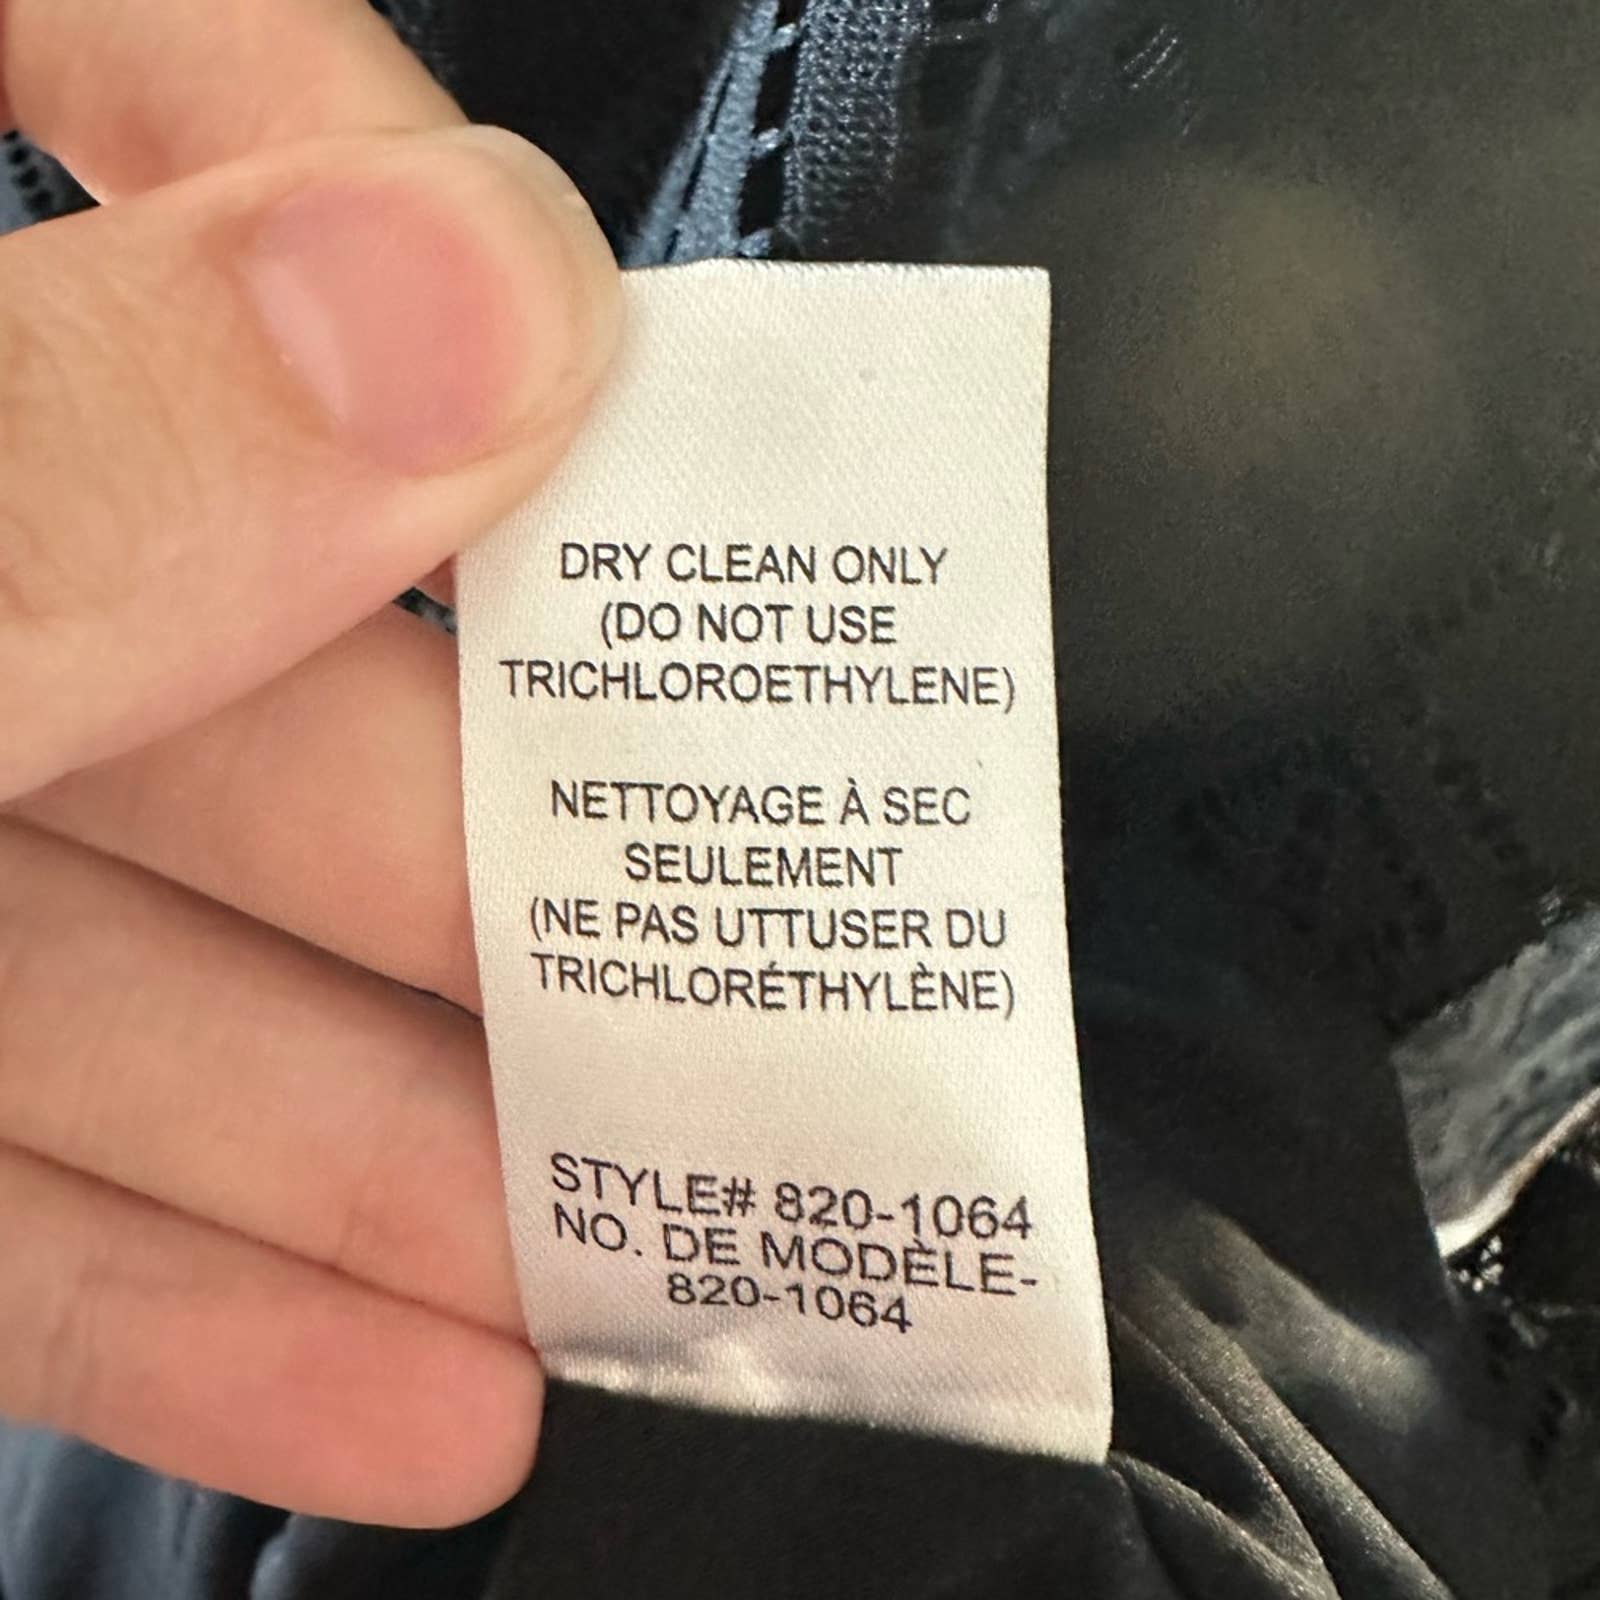 DRY CLEAN ONLY
(DO NOT USE
TRICHLOROETHYLENE)
NETTOYAGE À SEC
SEULEMENT
(NE PAS UTTUSER DU
TRICHLORÉTHYLÈNE)
STYLE# 820-1064
NO. DE MODÈLE-
820-1064